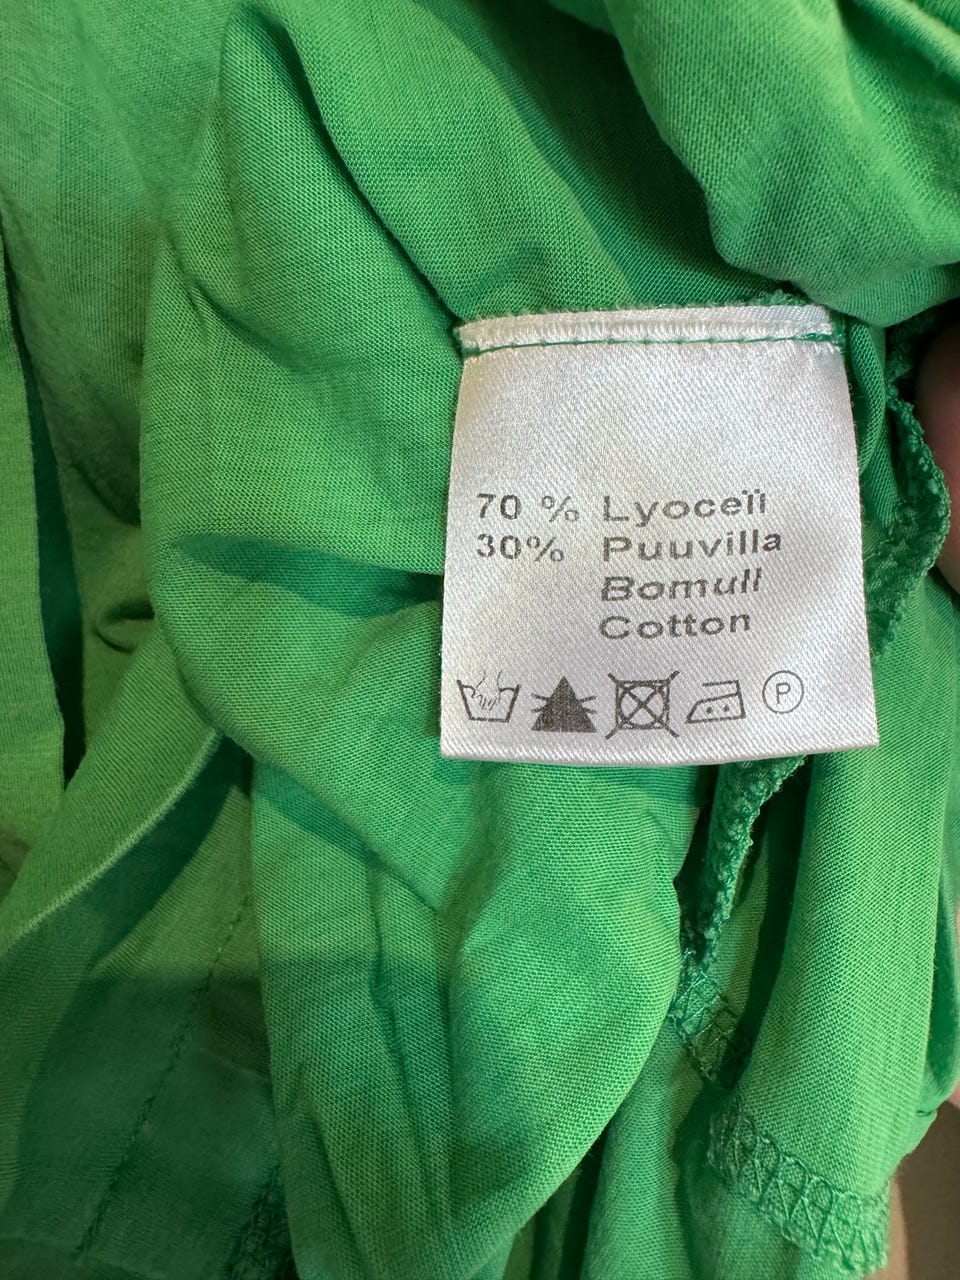 70 % Lyocell
30% Puuvilla
Bomull
Cotton
P